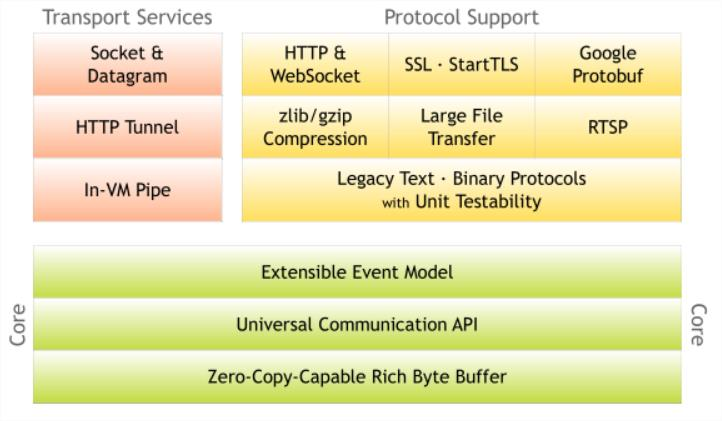 Transport Services
Protocol Support
Socket &
Datagram
HTTP &
WebSocket
SSL · StartTLS
Google
Protobuf
HTTP Tunnel
zlib/gzip
Compression
Large File
Transfer
RTSP
In-VM Pipe
Legacy Text · Binary Protocols
with Unit Testability
Core
Extensible Event Model
Universal Communication API
Zero-Copy-Capable Rich Byte Buffer
Core